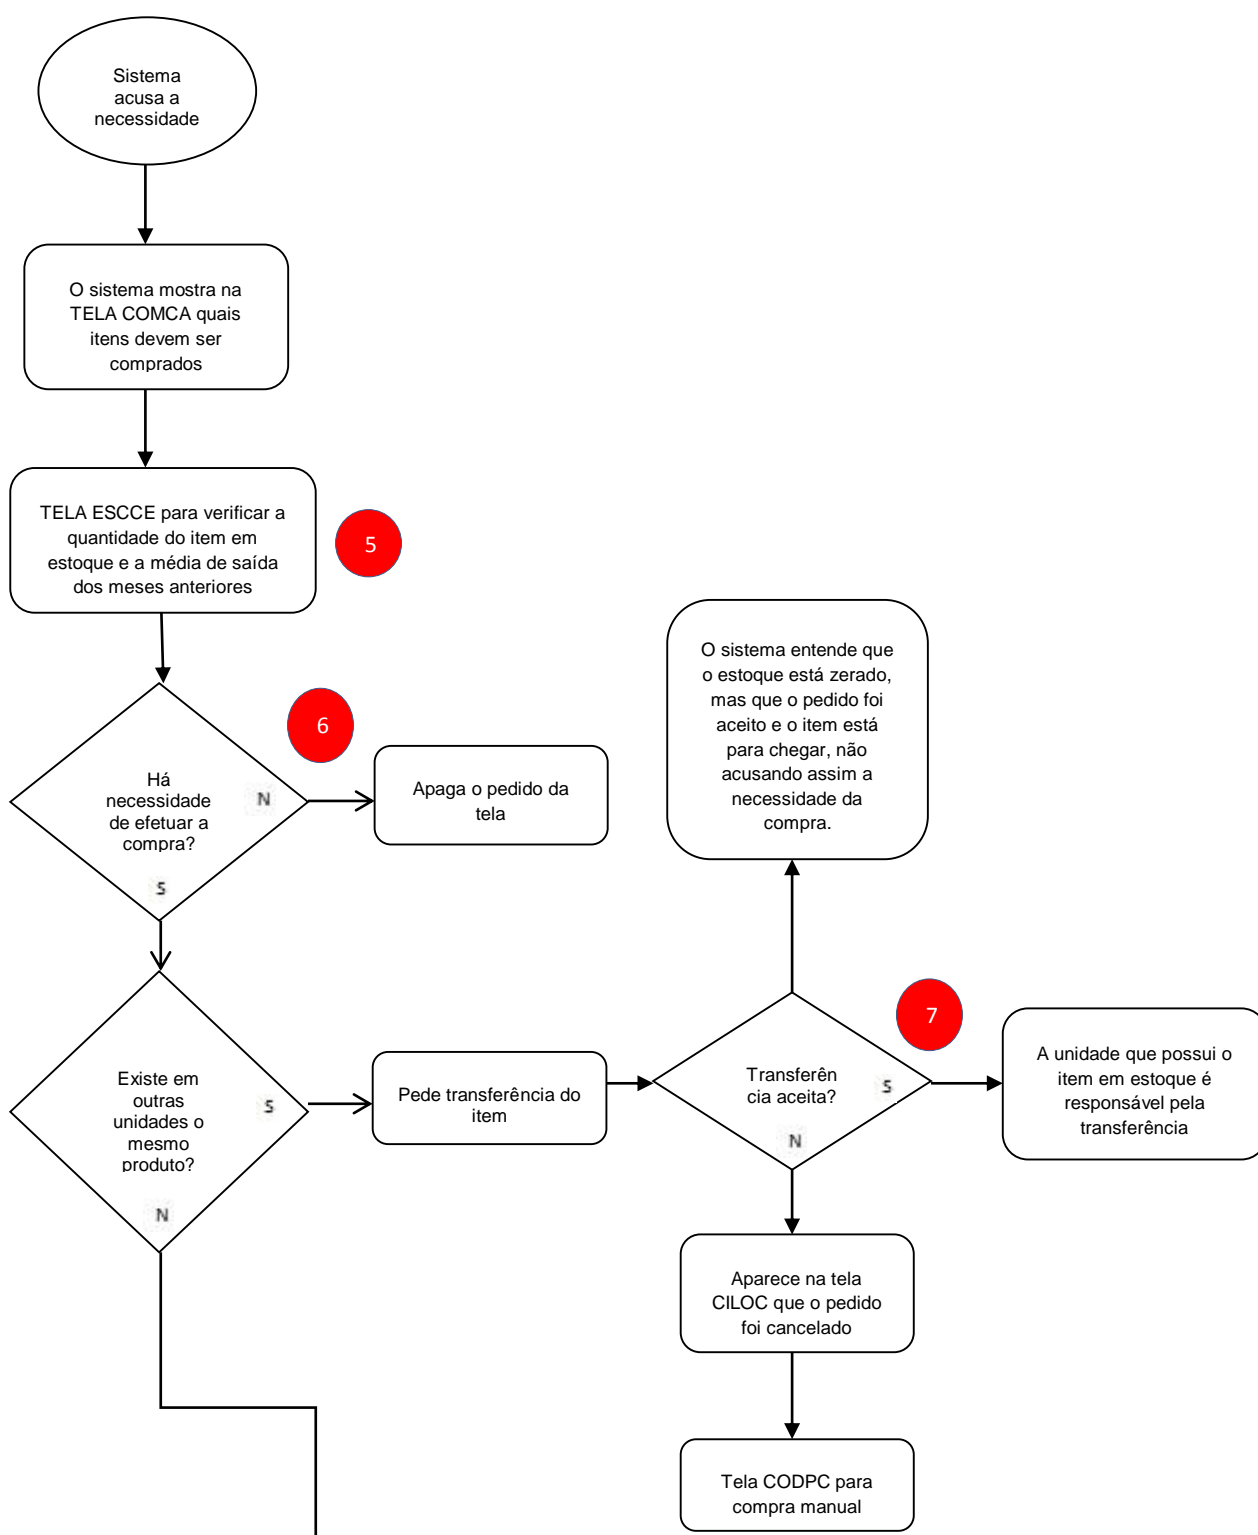 Sistema
acusa a
necessidade
O sistema mostra na
TELA COMCA quais
itens devem ser
comprados
TELA ESCCE para verificar a
quantidade do item em
estoque e a média de saída
dos meses anteriores
5
Há
necessidade
de efetuar a
compra?
N
S
6
Apaga o pedido da
tela
O sistema entende que
o estoque está zerado,
mas que o pedido foi
aceito e o item está
para chegar, não
acusando assim a
necessidade da
compra.
Existe em
outras
unidades o
mesmo
produto?
S
N
Pede transferência do
item
Transferên
cia aceita?
S
N
7
A unidade que possui o
item em estoque é
responsável pela
transferência
Aparece na tela
CILOC que o pedido
foi cancelado
Tela CODPC para
compra manual